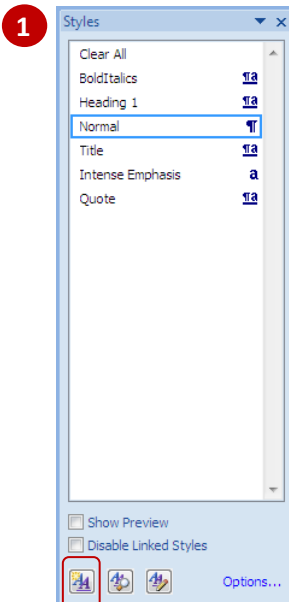 1
Styles
Clear All
BoldItalics ¶a
Heading 1 ¶a
Normal ¶
Title ¶a
Intense Emphasis a
Quote ¶a
Show Preview
Disable Linked Styles
Options...